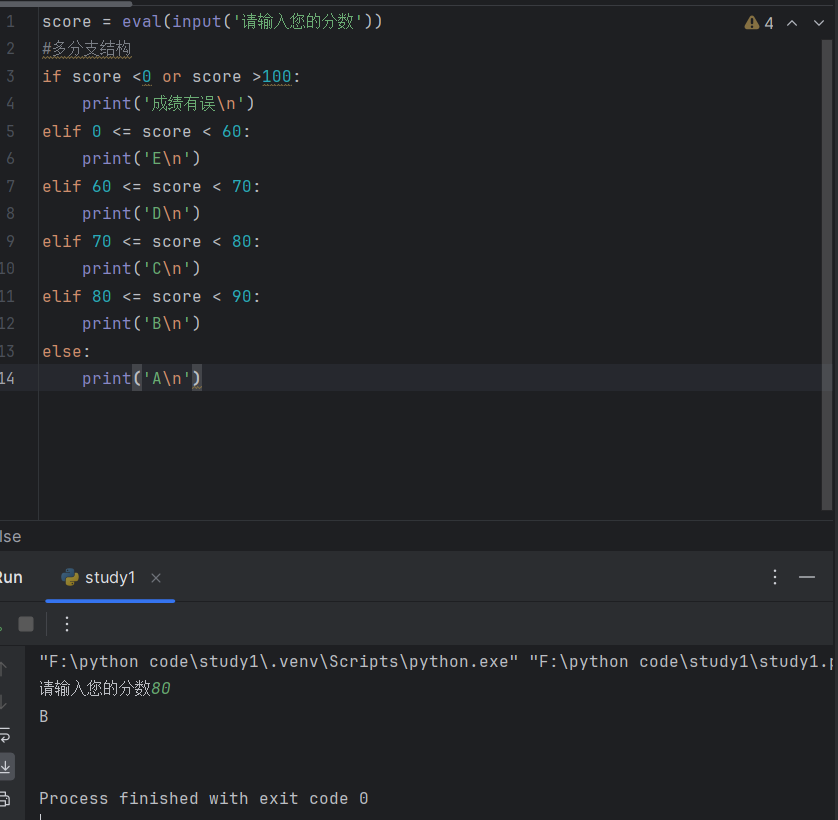 1 score = eval(input('请输入您的分数'))
⚠ 4
2 #多分支结构
3 if score <0 or score >100:
4     print('成绩有误\n')
5 elif 0 <= score < 60:
6     print('E\n')
7 elif 60 <= score < 70:
8     print('D\n')
9 elif 70 <= score < 80:
10     print('C\n')
11 elif 80 <= score < 90:
12     print('B\n')
13 else:
14     print('A\n')
lse
Run study1
"F:\python code\study1\.venv\Scripts\python.exe" "F:\python code\study1\study1.p
请输入您的分数80
B
Process finished with exit code 0